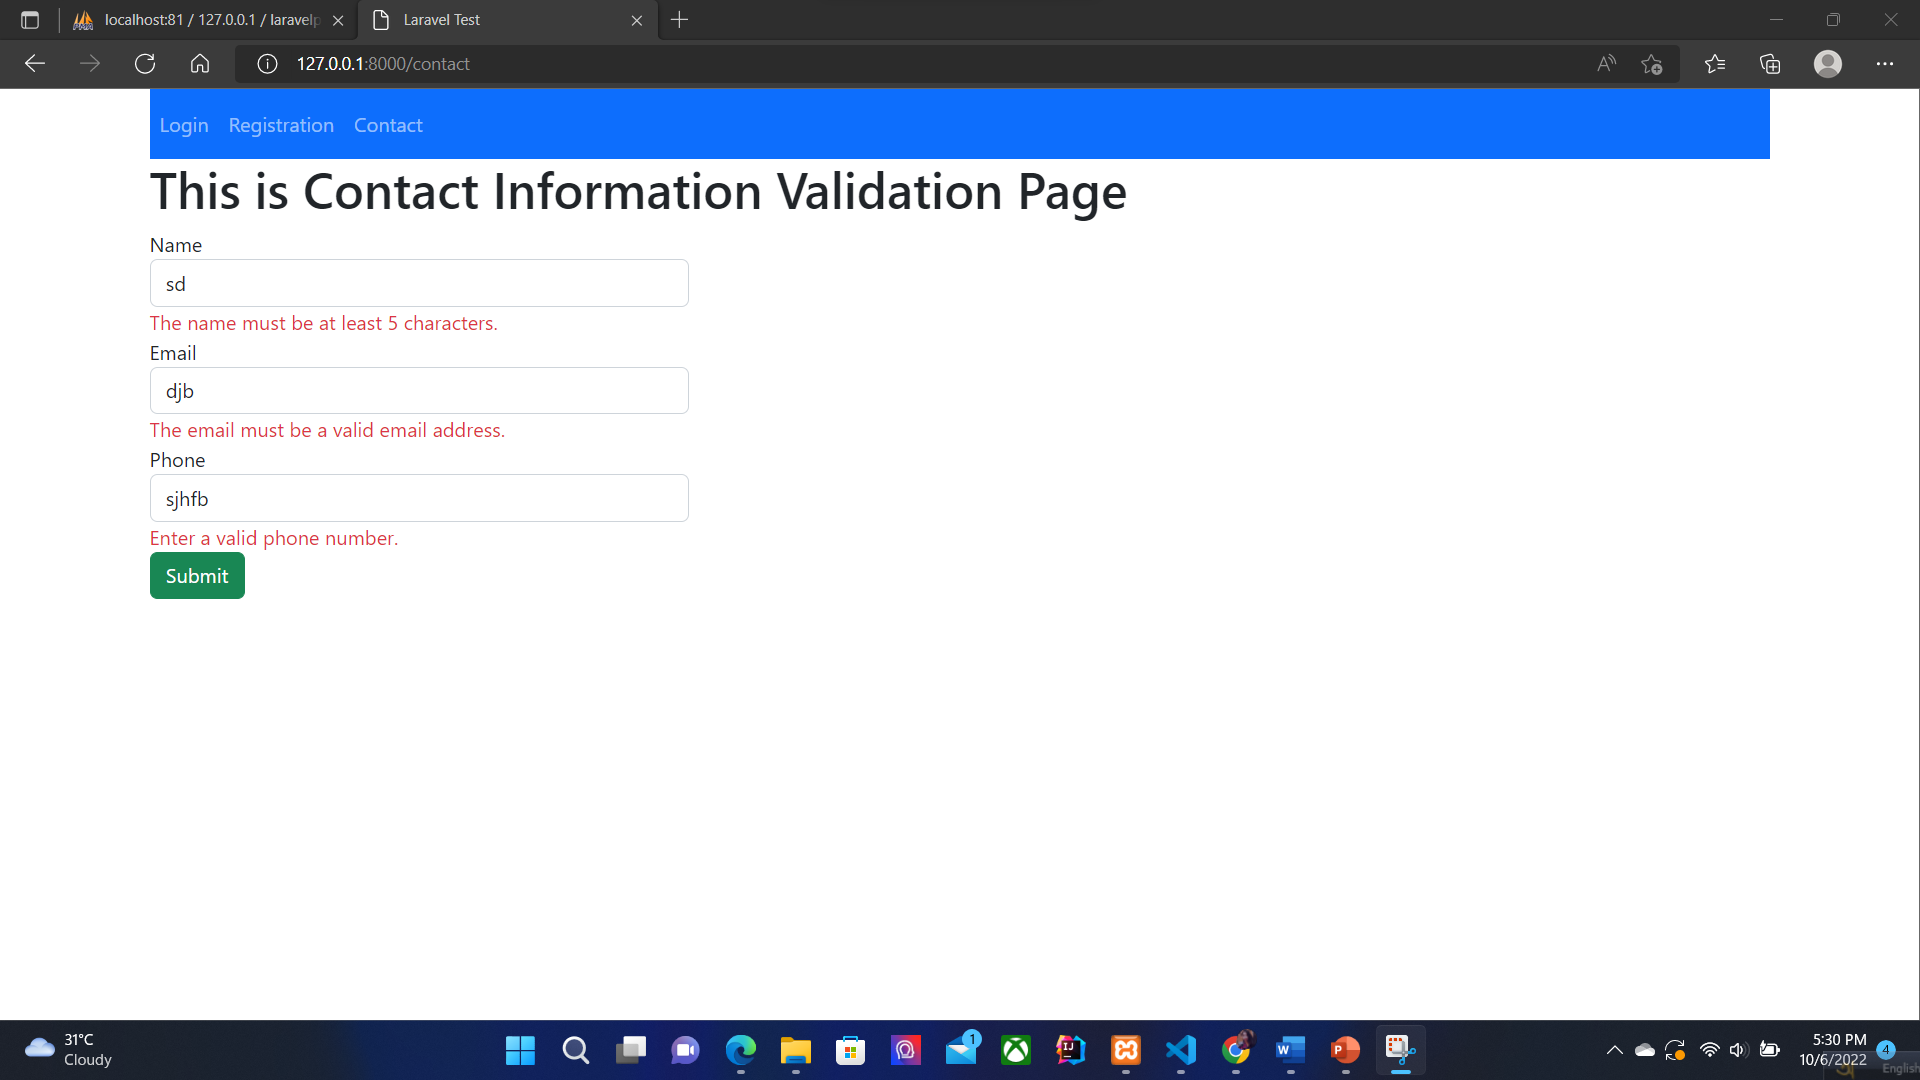 localhost:81 / 127.0.0.1 / laravelp
Laravel Test
127.0.0.1:8000/contact
Login Registration Contact
This is Contact Information Validation Page
Name
sd
The name must be at least 5 characters.
Email
djb
The email must be a valid email address.
Phone
sjhfb
Enter a valid phone number.
Submit
31°C
Cloudy
1
5:30 PM
10/6/2022
4
English